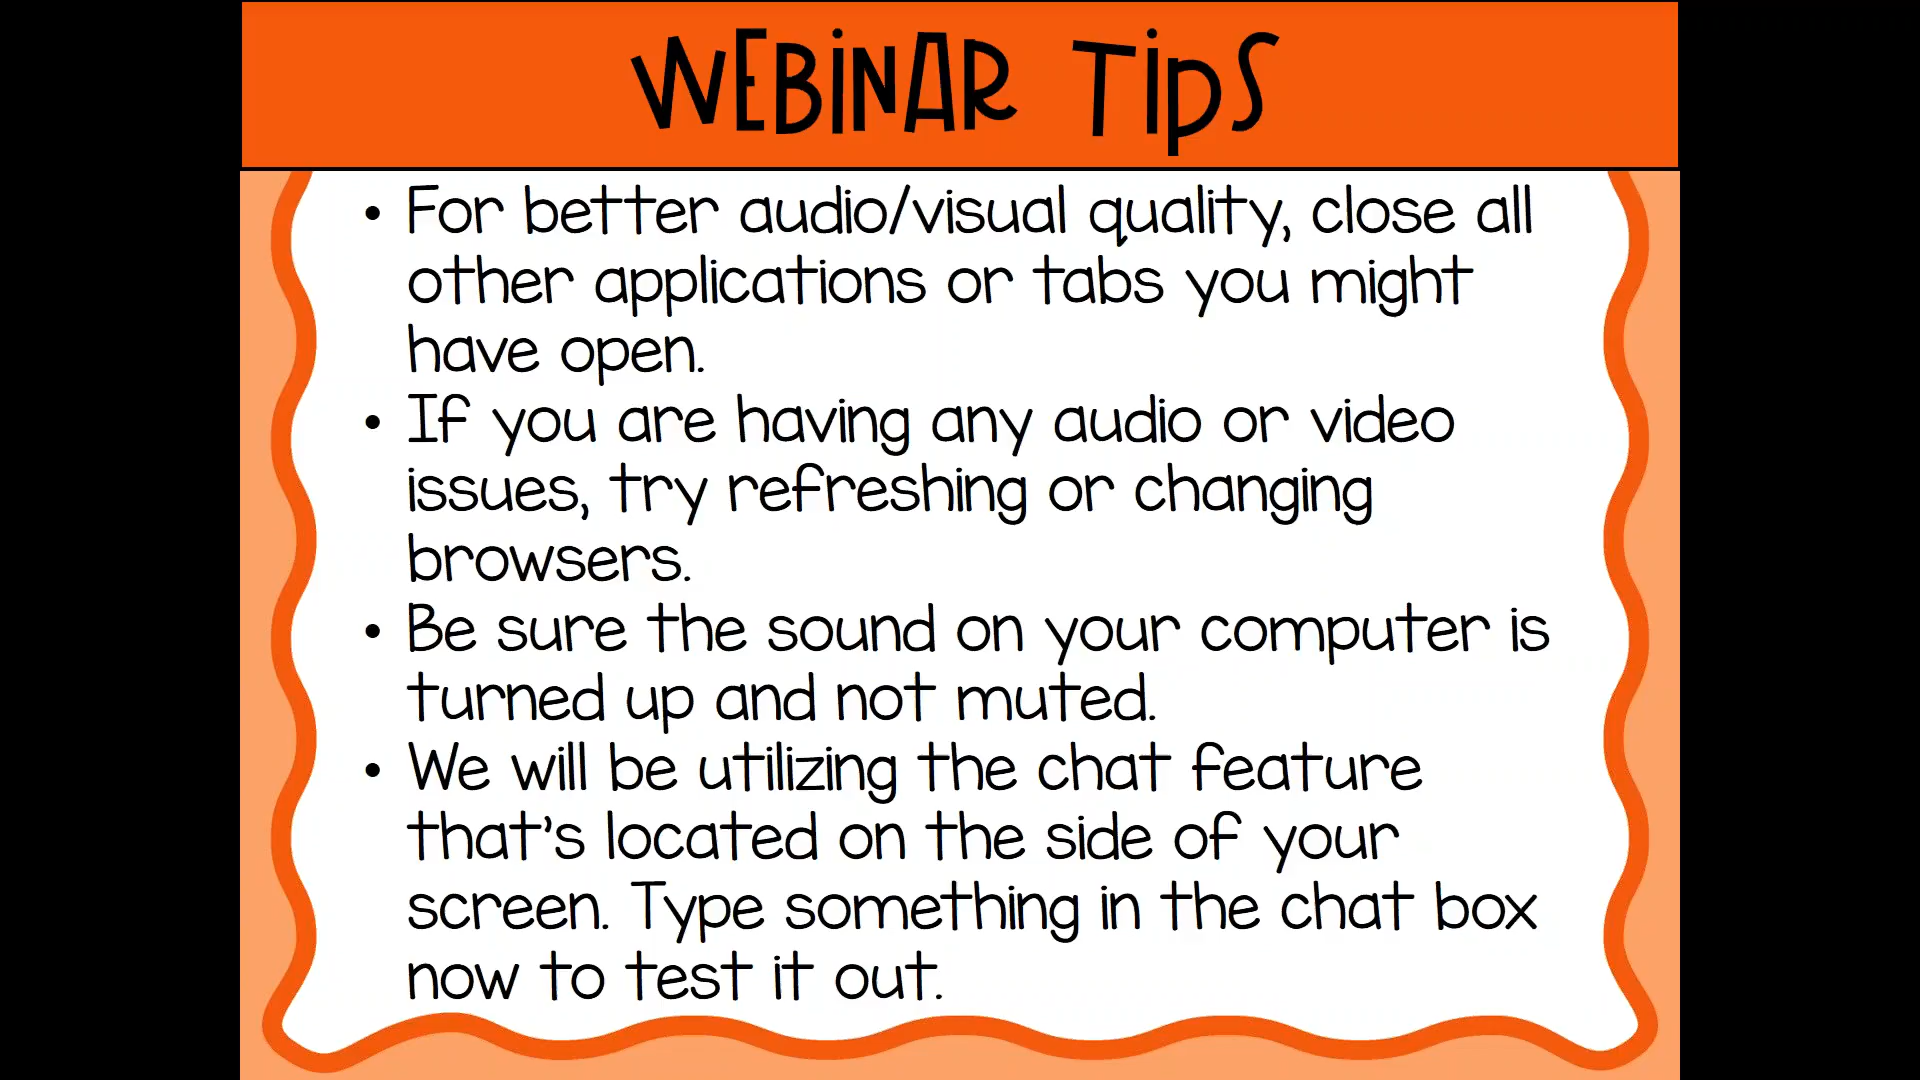 WEBiNAR TipS
• For better audio/visual quality, close all
other applications or tabs you might
have open.
• If you are having any audio or video
issues, try refreshing or changing
browsers.
• Be sure the sound on your computer is
turned up and not muted.
• We will be utilizing the chat feature
that's located on the side of your
screen. Type something in the chat box
now to test it out.